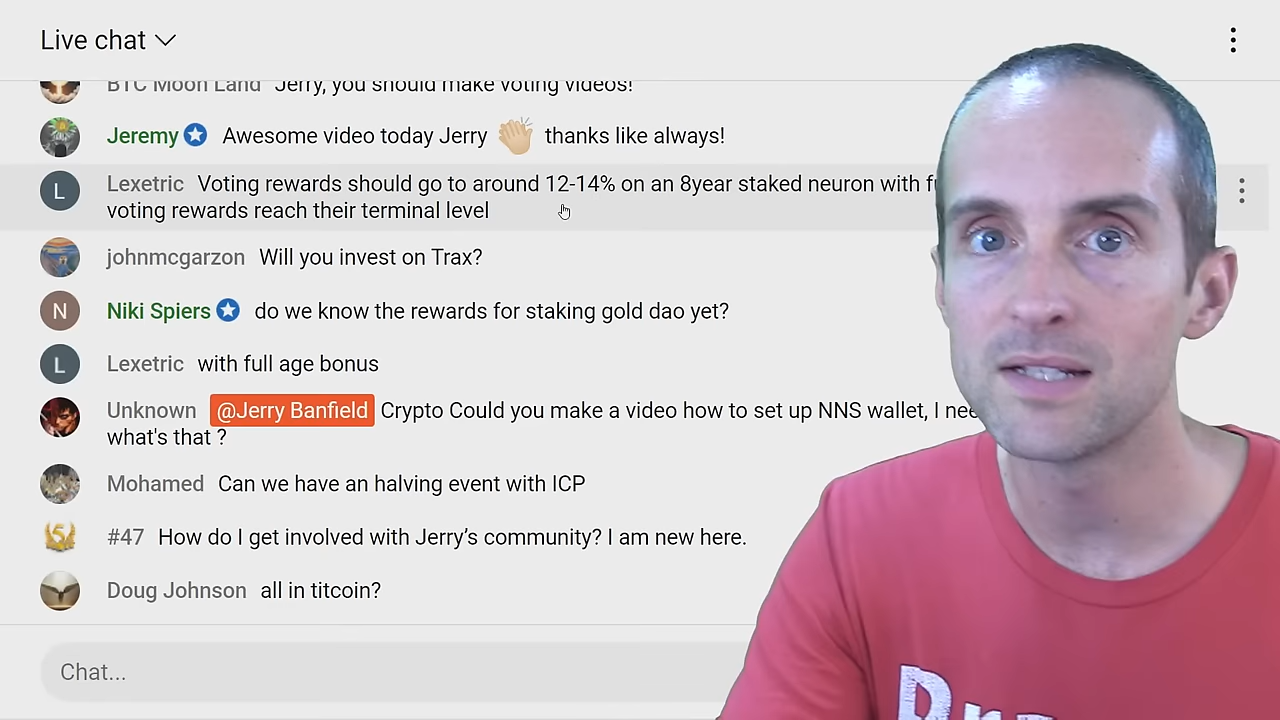 Live chat
BTC Moon Land Jerry, you should make voting videos!
Jeremy Awesome video today Jerry thanks like always!
L Lexetric Voting rewards should go to around 12-14% on an 8year staked neuron with
voting rewards reach their terminal level
johnmcgarzon Will you invest on Trax?
N Niki Spiers do we know the rewards for staking gold dao yet?
L Lexetric with full age bonus
Unknown @Jerry Banfield Crypto Could you make a video how to set up NNS wallet, I
what's that ?
Mohamed Can we have an halving event with ICP
5 #47 How do I get involved with Jerry’s community? I am new here.
Doug Johnson all in titcoin?
Chat...